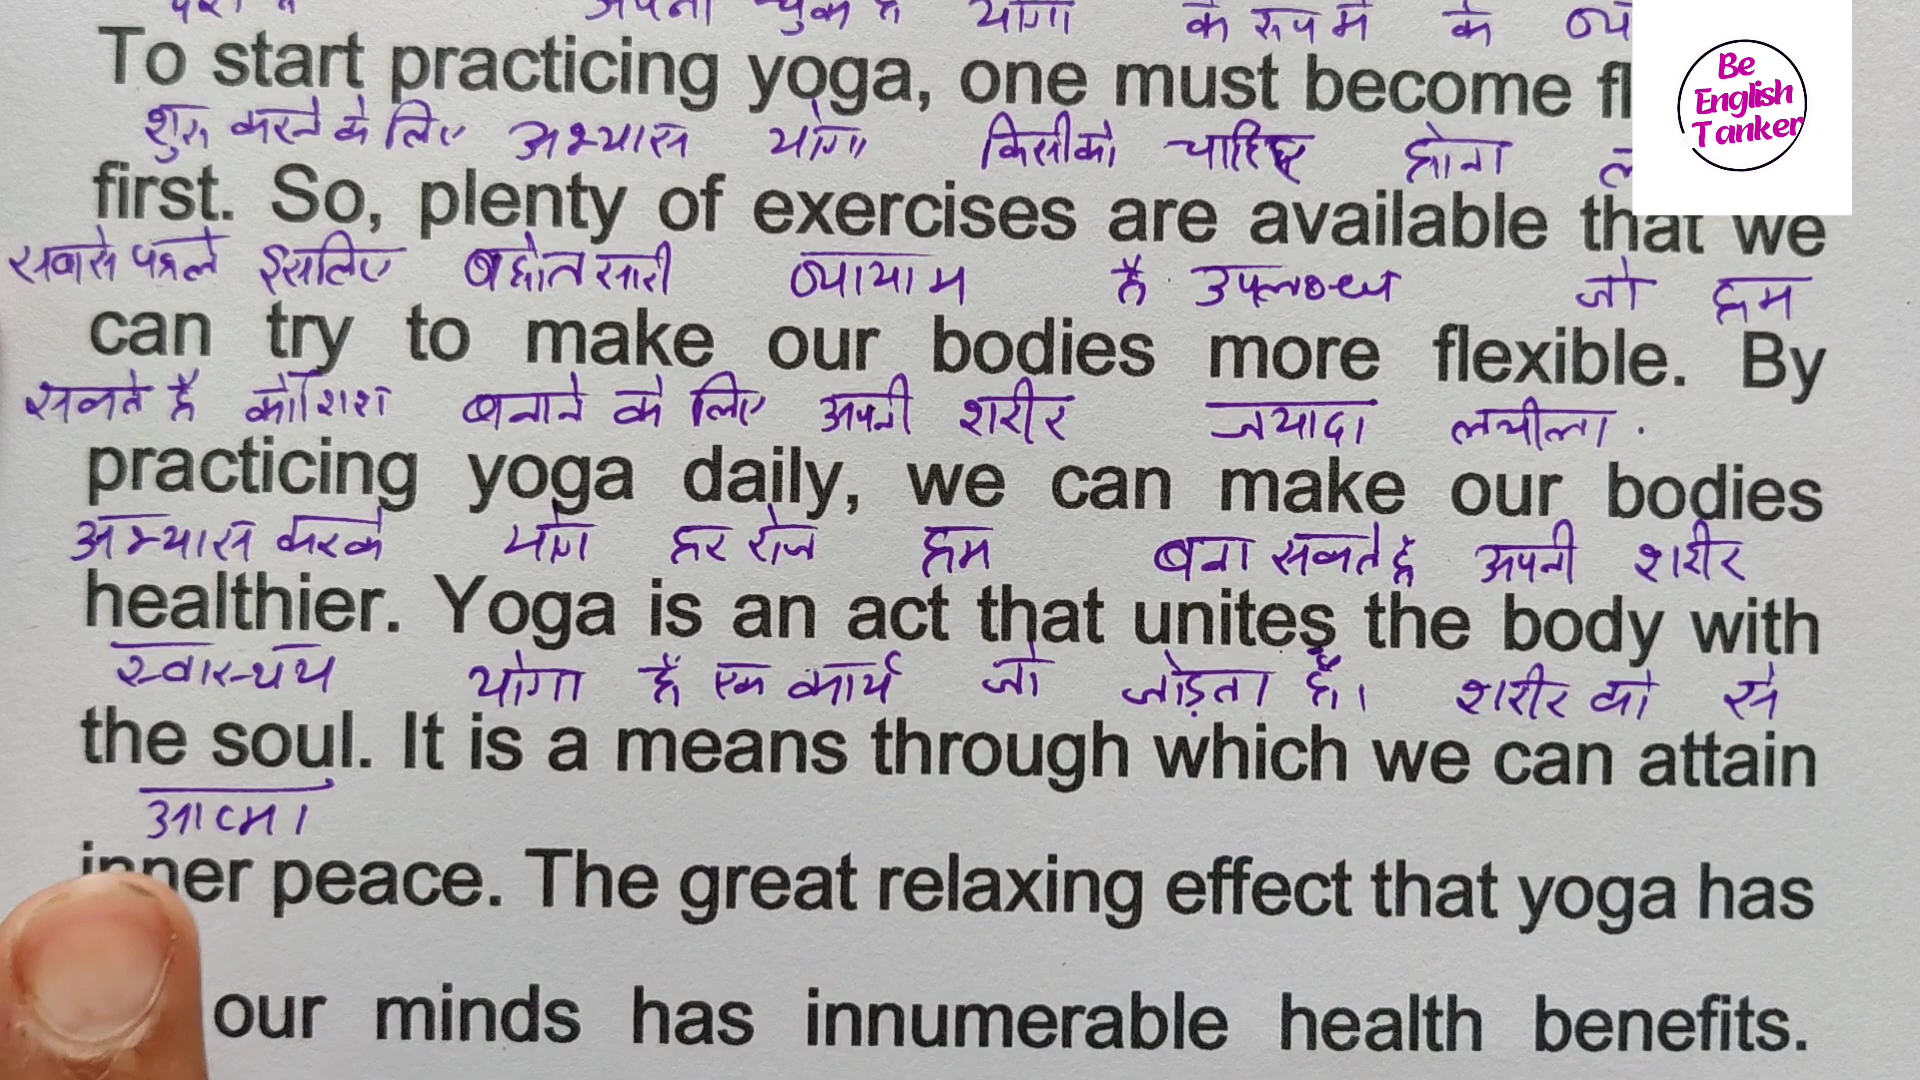 अपना चुका है योगा के रूप में के
To start practicing yoga, one must become fl
शुरू करने के लिए अभ्यास योगा किसीको चाहिए होना ल
first. So, plenty of exercises are available that we
सबसे पहले इसलिए बहोत सारी व्यायाम है उपलब्ध जो हम
can try to make our bodies more flexible. By
सकते है कोशिश बनाने के लिए अपनी शरीर जयादा लचीला.
practicing yoga daily, we can make our bodies
अभ्यास करके योग हर रोज हम बना सकते है अपनी शरीर
healthier. Yoga is an act that unites the body with
स्वास्थय योगा है एक कार्य जो जोड़ता है। शरीर को से
the soul. It is a means through which we can attain
आत्मा
inner peace. The great relaxing effect that yoga has
our minds has innumerable health benefits.
Be
English
Tanker